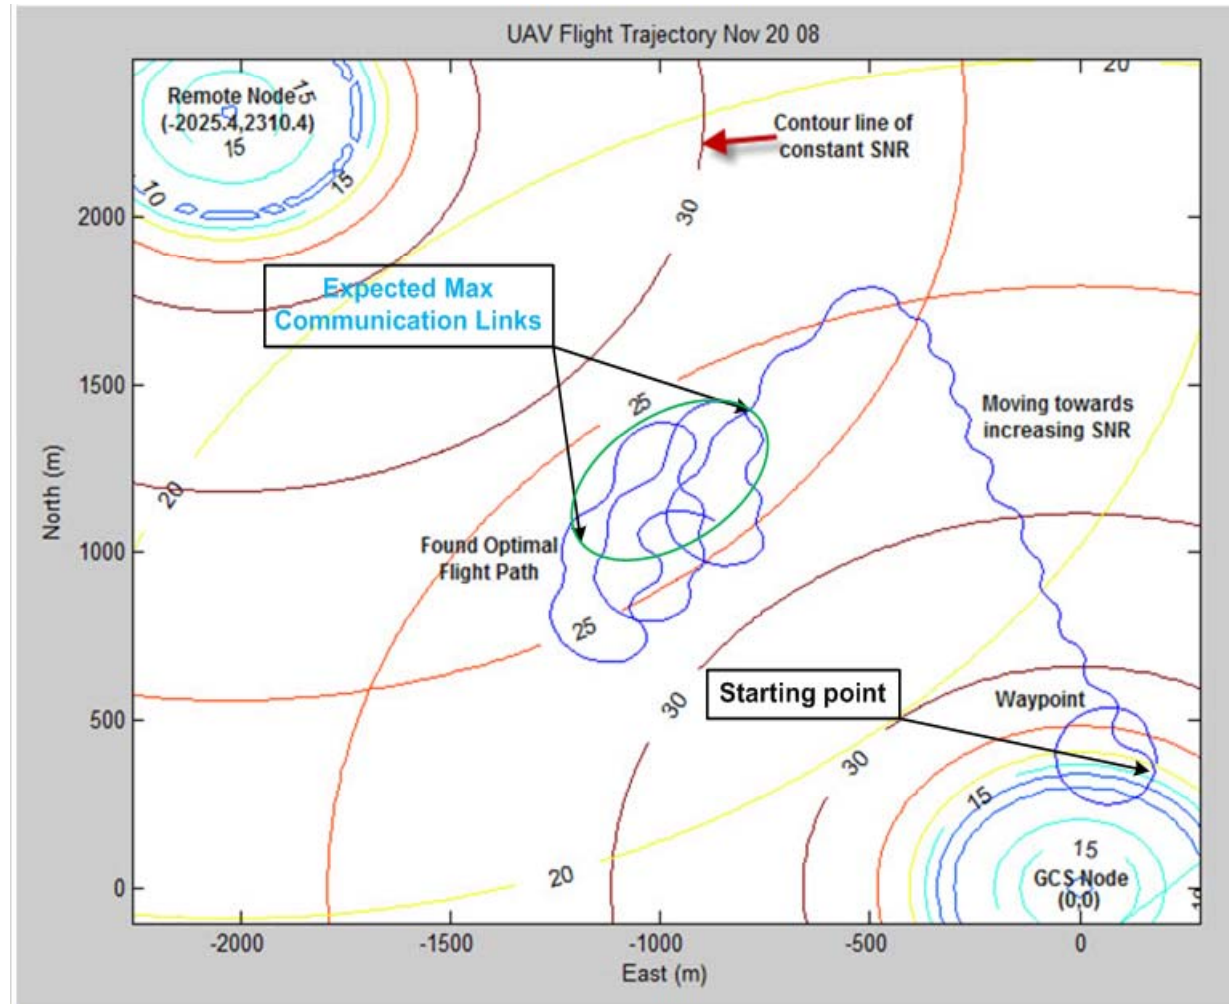 UAV Flight Trajectory Nov 20 08
20
15
Remote Node
(-2025.4,2310.4)
15
Contour line of
constant SNR
10
15
30
2000
Expected Max
Communication Links
1500
25
Moving towards
increasing SNR
20
North (m)
1000
Found Optimal
Flight Path
25
Starting point
Waypoint
500
30
30
15
15
20
GCS Node
(0,0)
0
-2000
-1500
-1000
-500
0
East (m)